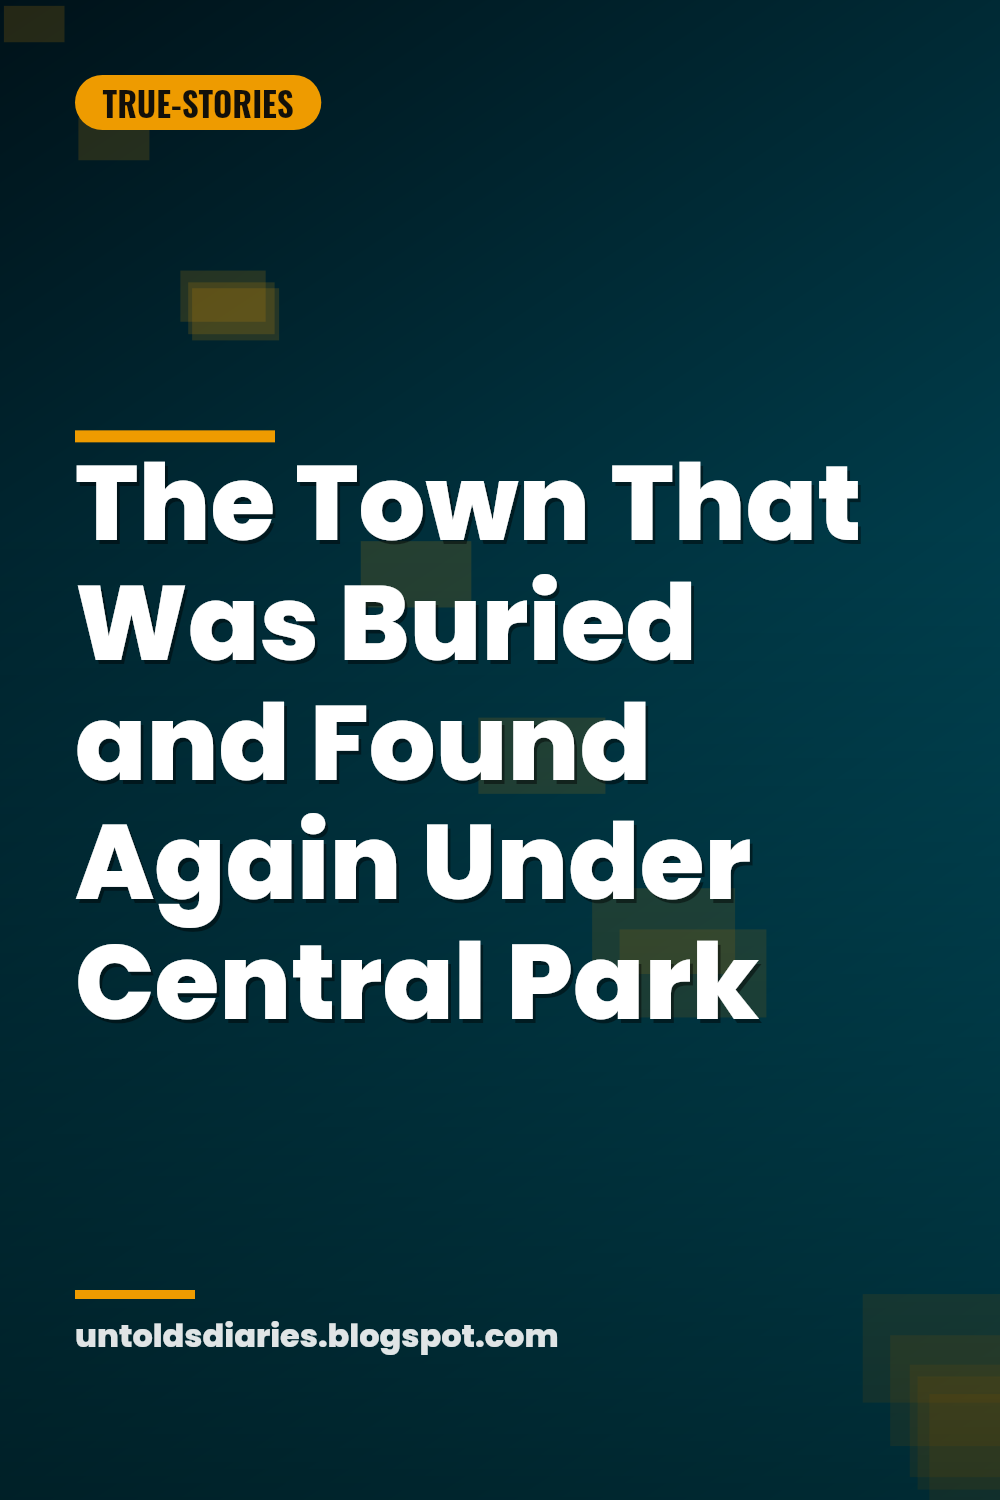 TRUE-STORIES
The Town That
Was Buried
and Found
Again Under
Central Park
untoldsdiaries.blogspot.com